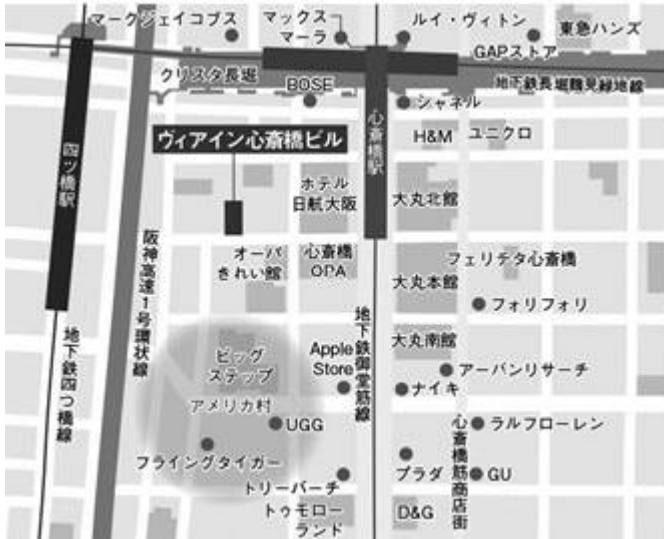 マークジェイコブス
マックス
マーラ
ルイ・ヴィトン
東急ハンズ
GAPストア
クリスタ長堀
BOSE
地下鉄長堀鶴見緑地線
シャネル
ヴィアイン心斎橋ビル
心斎橋駅
H&M
ユニクロ
四ツ橋駅
ホテル
日航大阪
大丸北館
阪神高速1号環状線
オーパ
きれい館
心斎橋
OPA
大丸本館
フェリチタ心斎橋
フォリフォリ
地下鉄四つ橋線
ビッグ
ステップ
Apple
Store
地下鉄御堂筋線
大丸南館
アーバンリサーチ
ナイキ
アメリカ村
UGG
心斎橋筋商店街
ラルフローレン
フライングタイガー
プラダ
GU
トリーバーチ
トゥモロー
ランド
D&G